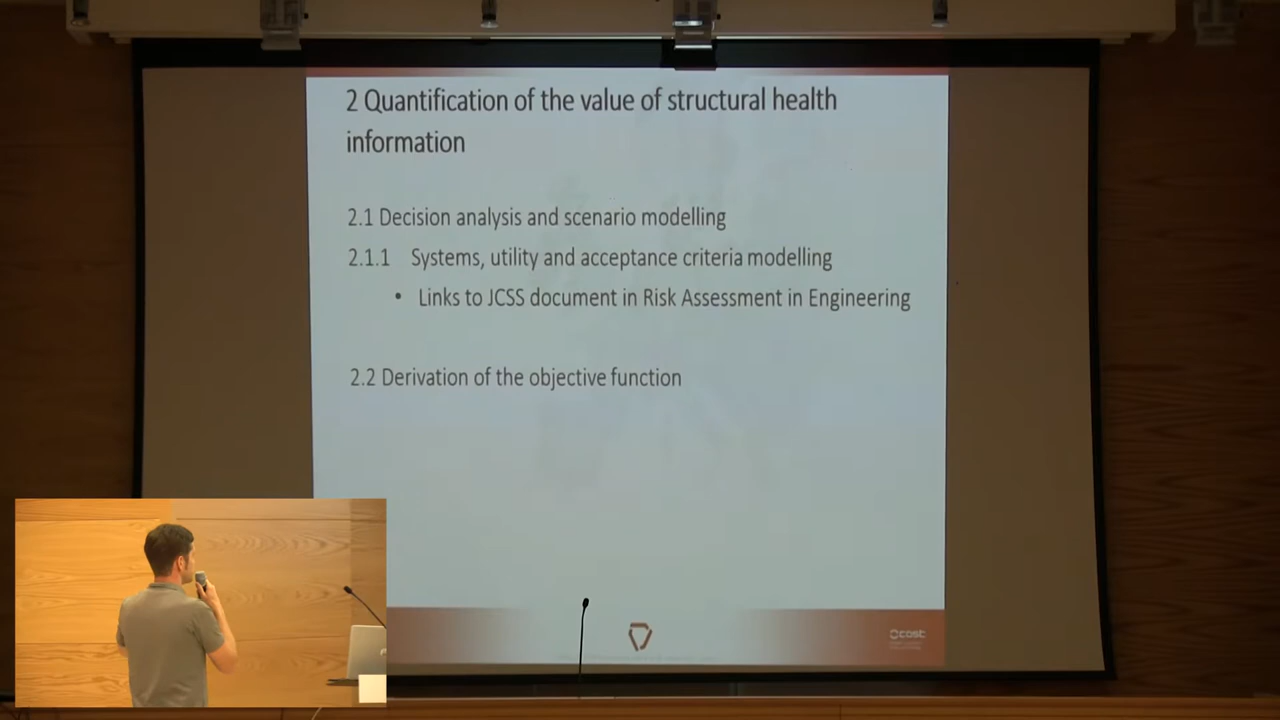 2 Quantification of the value of structural health
information
2.1 Decision analysis and scenario modelling
2.1.1 Systems, utility and acceptance criteria modelling
• Links to JCSS document in Risk Assessment in Engineering
2.2 Derivation of the objective function
cost